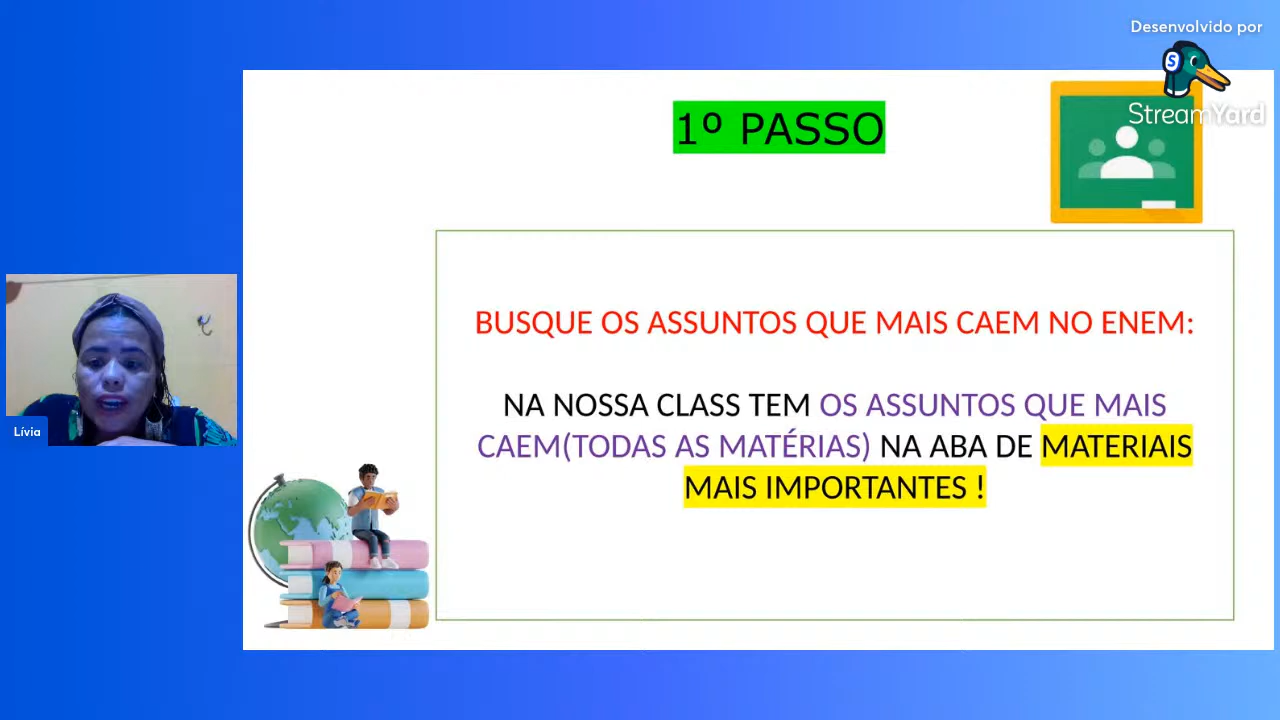 Desenvolvido por
StreamYard
1º PASSO
BUSQUE OS ASSUNTOS QUE MAIS CAEM NO ENEM:
NA NOSSA CLASS TEM OS ASSUNTOS QUE MAIS
CAEM(TODAS AS MATÉRIAS) NA ABA DE MATERIAIS
MAIS IMPORTANTES !
Lívia